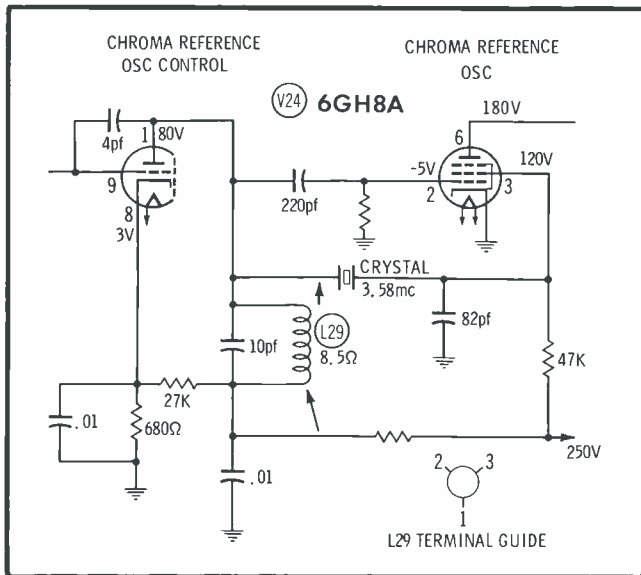 CHROMA REFERENCE
OSC CONTROL
CHROMA REFERENCE
OSC
V24 6GH8A
180V
4pf
1
80V
6
120V
-5V
9
2
3
8
3V
220pf
CRYSTAL
3.58mc
L29
8.5Ω
10pf
82pf
47K
27K
.01
680Ω
.01
250V
2
3
1
L29 TERMINAL GUIDE